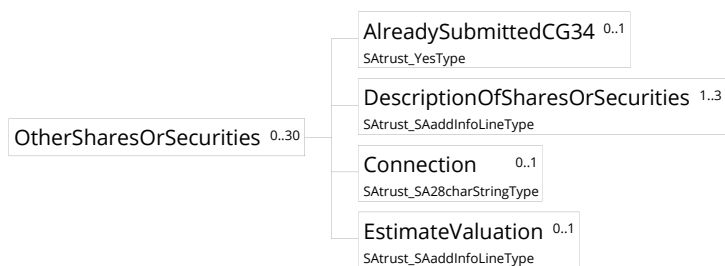 AlreadySubmittedCG34 0..1
SAtrust_YesType
DescriptionOfSharesOrSecurities 1..3
SAtrust_SAaddInfoLineType
OtherSharesOrSecurities 0..30
Connection 0..1
SAtrust_SA28charStringType
EstimateValuation 0..1
SAtrust_SAaddInfoLineType